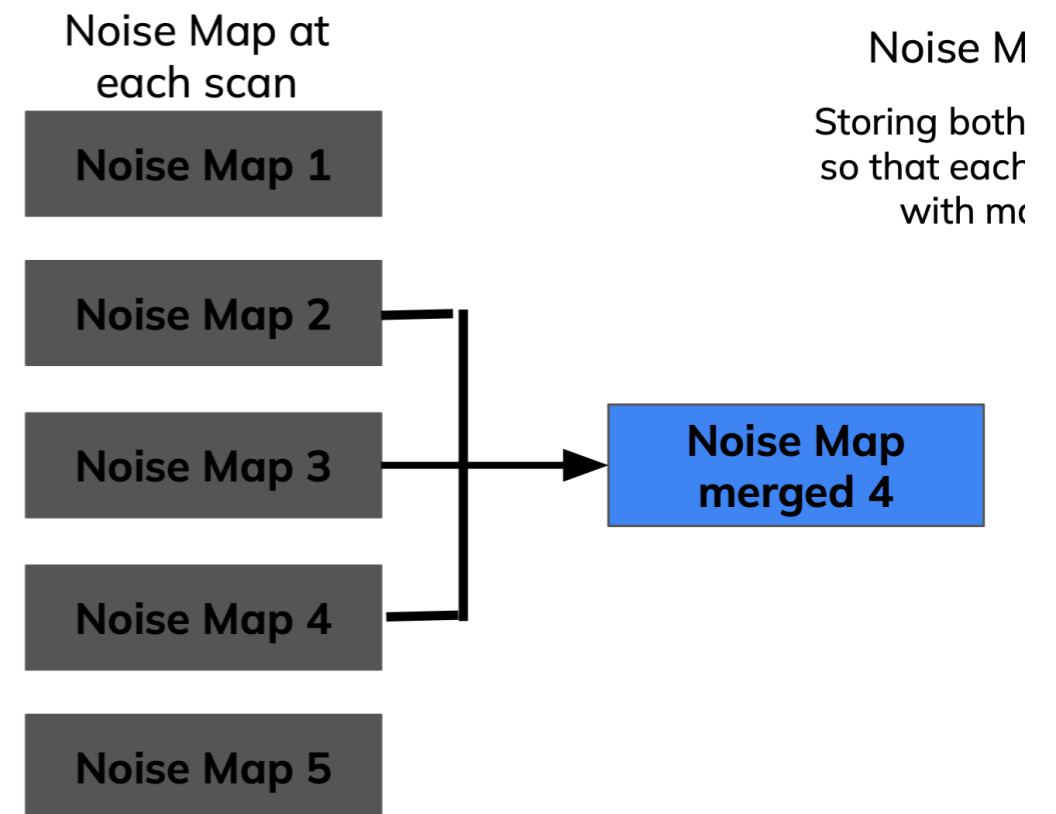 Noise Map at
each scan
Noise Map 1
Noise Map 2
Noise Map 3
Noise Map 4
Noise Map 5
Noise Map
merged 4
Noise M
Storing both
so that each
with